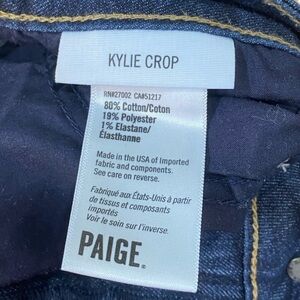 KYLIE CROP
RN#27002 CA#51217
80% Cotton/Coton
19% Polyester
1% Elastane/
Élasthanne
Made in the USA of Imported
fabric and components.
See care on reverse.
Fabriqué aux États-Unis à partir
de tissus et composants
importés
Voir le soin sur l'inverse.
PAIGE.